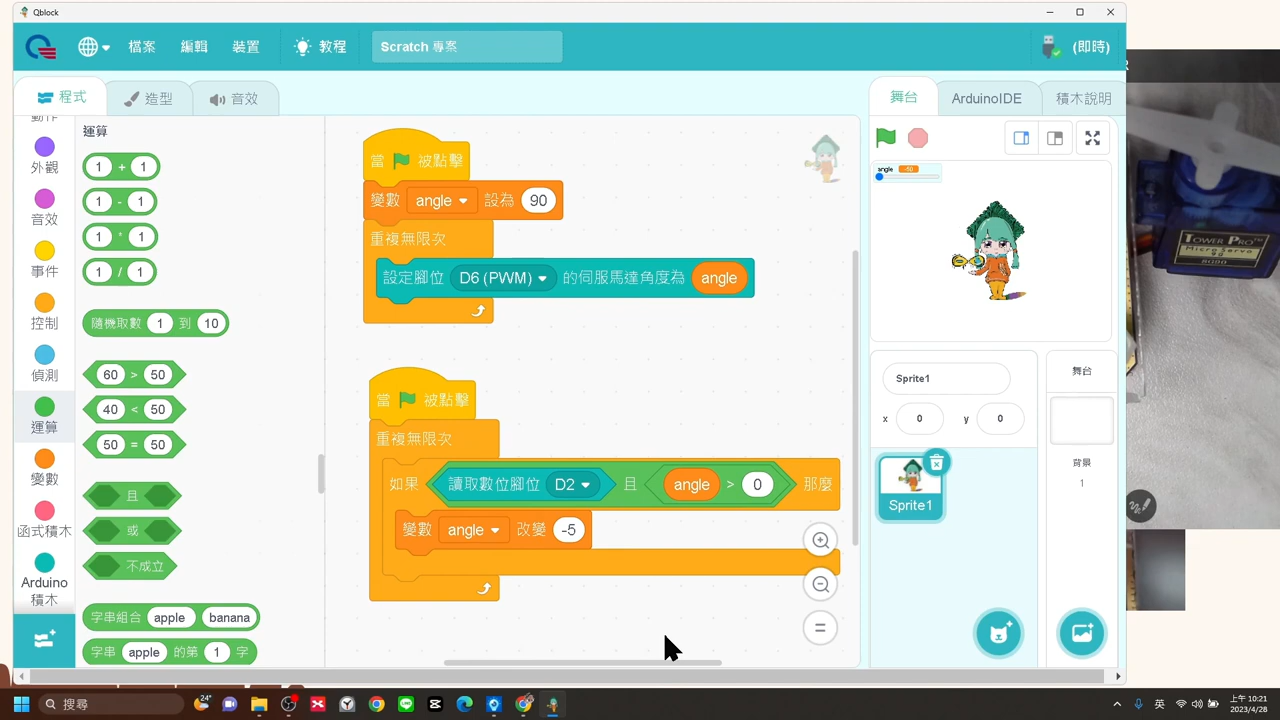 Qblock
檔案 編輯 裝置 教程 Scratch 專案 (即時)
程式 造型 音效
舞台 ArduinoIDE 積木說明
外觀
音效
事件
控制
偵測
運算
變數
函式積木
Arduino
積木
運算
1 + 1
1 - 1
1 * 1
1 / 1
隨機取數 1 到 10
60 > 50
40 < 50
50 = 50
且
或
不成立
字串組合 apple banana
字串 apple 的第 1 字
當 被點擊
變數 angle 設為 90
重複無限次
設定腳位 D6 (PWM) 的伺服馬達角度為 angle
當 被點擊
重複無限次
如果 讀取數位腳位 D2 且 angle > 0 那麼
變數 angle 改變 -5
angle -50
Sprite1
x 0 y 0
Sprite1
舞台
背景
1
TOWER PRO™
Micro Servo
搜尋
24°
英
上午 10:21
2023/4/28